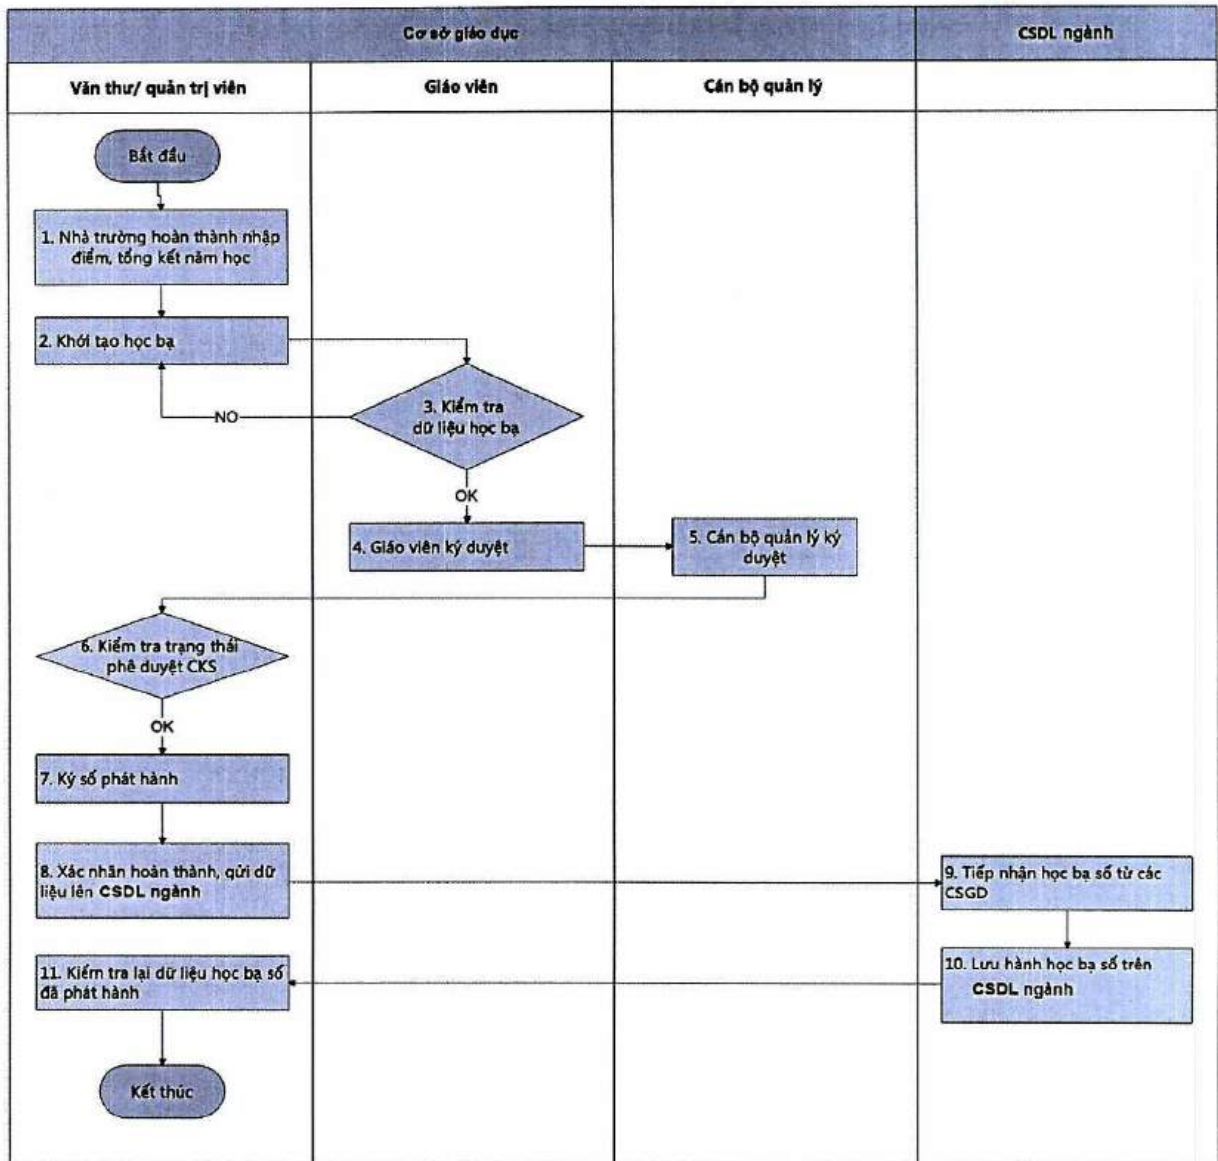 Cơ sở giáo dục
CSDL ngành
Văn thư/ quản trị viên
Giáo viên
Cán bộ quản lý
Bắt đầu
1. Nhà trường hoàn thành nhập
điểm, tổng kết năm học
2. Khởi tạo học bạ
3. Kiểm tra
dữ liệu học bạ
NO
OK
4. Giáo viên ký duyệt
5. Cán bộ quản lý ký
duyệt
6. Kiểm tra trạng thái
phê duyệt CKS
OK
7. Ký số phát hành
8. Xác nhận hoàn thành, gửi dữ
liệu lên CSDL ngành
9. Tiếp nhận học bạ số từ các
CSGD
10. Lưu hành học bạ số trên
CSDL ngành
11. Kiểm tra lại dữ liệu học bạ số
đã phát hành
Kết thúc